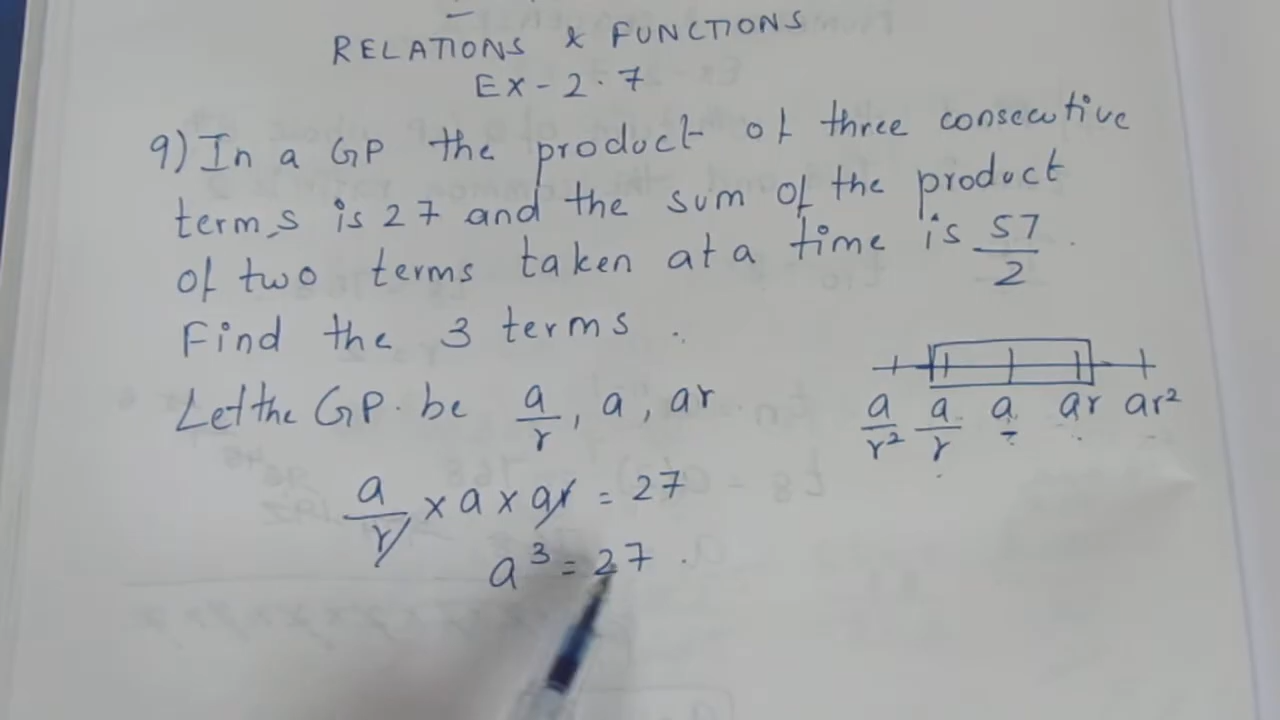 RELATIONS & FUNCTIONS
Ex - 2.7
9) In a GP the product of three consecutive
terms is 27 and the sum of the product
of two terms taken at a time is 57/2.
Find the 3 terms.
Let the GP. be a/r, a, ar
a/r² a/r a ar ar²
a/r × a × ar = 27
a³ = 27.